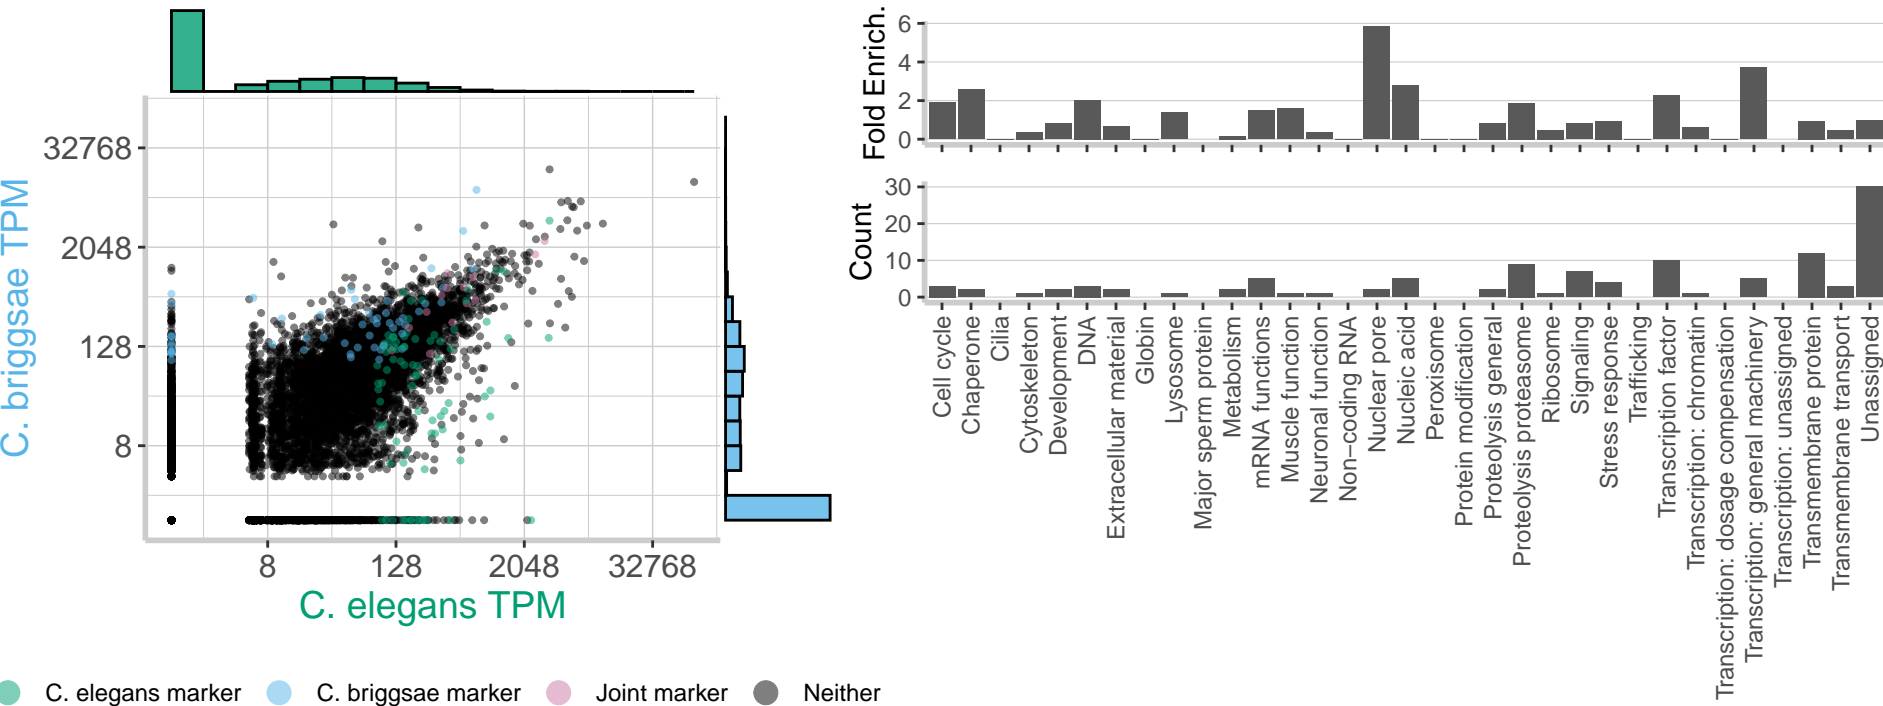 32768
2048
128
8
C. briggsae TPM
8 128 2048 32768
C. elegans TPM
C. elegans marker C. briggsae marker Joint marker Neither
Fold Enrich.
6
4
2
0
Count
30
20
10
0
Cell cycle
Chaperone
Cilia
Cytoskeleton
Development
DNA
Extracellular material
Globin
Lysosome
Major sperm protein
Metabolism
mRNA functions
Muscle function
Neuronal function
Non−coding RNA
Nuclear pore
Nucleic acid
Peroxisome
Protein modification
Proteolysis general
Proteolysis proteasome
Ribosome
Signaling
Stress response
Trafficking
Transcription factor
Transcription: chromatin
Transcription: dosage compensation
Transcription: general machinery
Transcription: unassigned
Transmembrane protein
Transmembrane transport
Unassigned